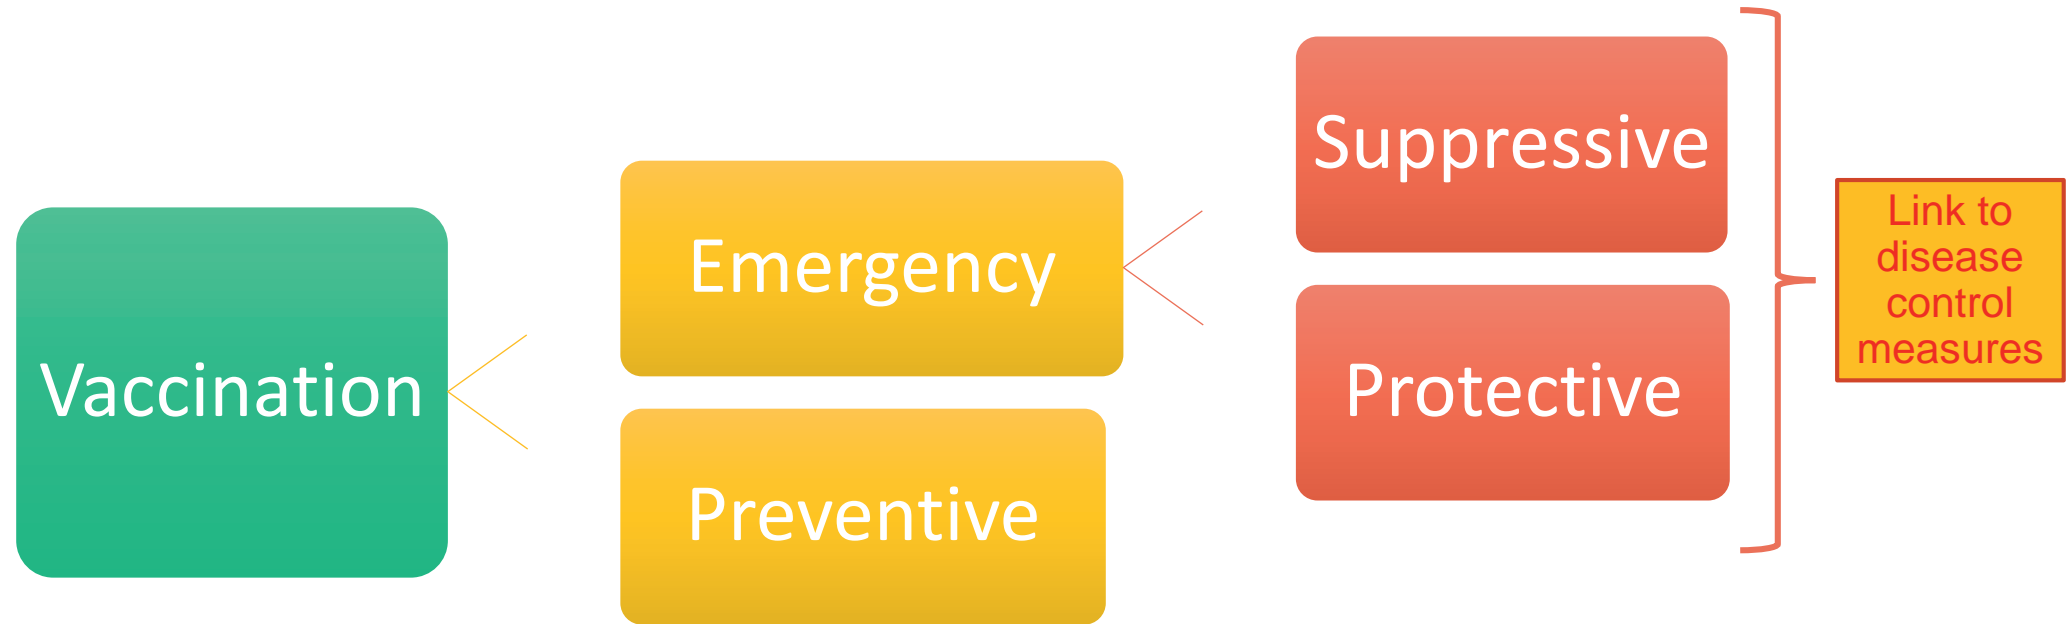 Vaccination
Emergency
Preventive
Suppressive
Protective
Link to
disease
control
measures